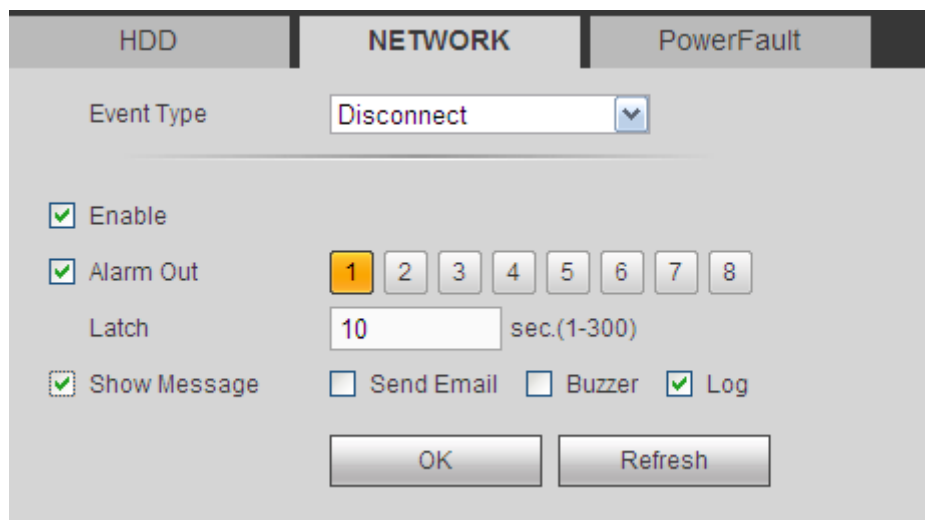 HDD NETWORK PowerFault
Event Type Disconnect
Enable
Alarm Out 1 2 3 4 5 6 7 8
Latch 10 sec.(1-300)
Show Message Send Email Buzzer Log
OK Refresh